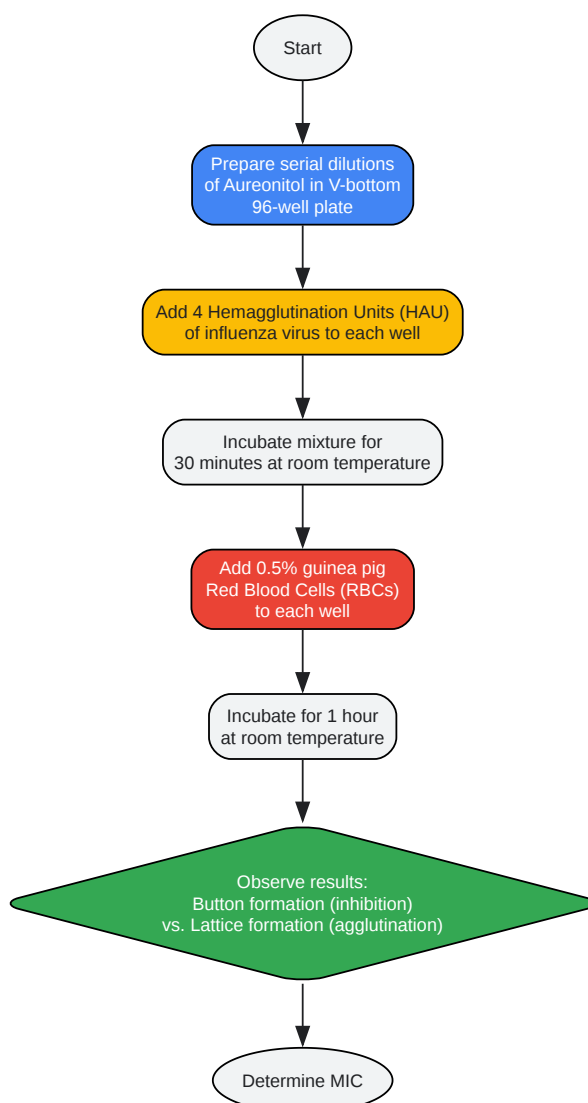 Start
Prepare serial dilutions
of Aureonitol in V-bottom
96-well plate
Add 4 Hemagglutination Units (HAU)
of influenza virus to each well
Incubate mixture for
30 minutes at room temperature
Add 0.5% guinea pig
Red Blood Cells (RBCs)
to each well
Incubate for 1 hour
at room temperature
Observe results:
Button formation (inhibition)
vs. Lattice formation (agglutination)
Determine MIC